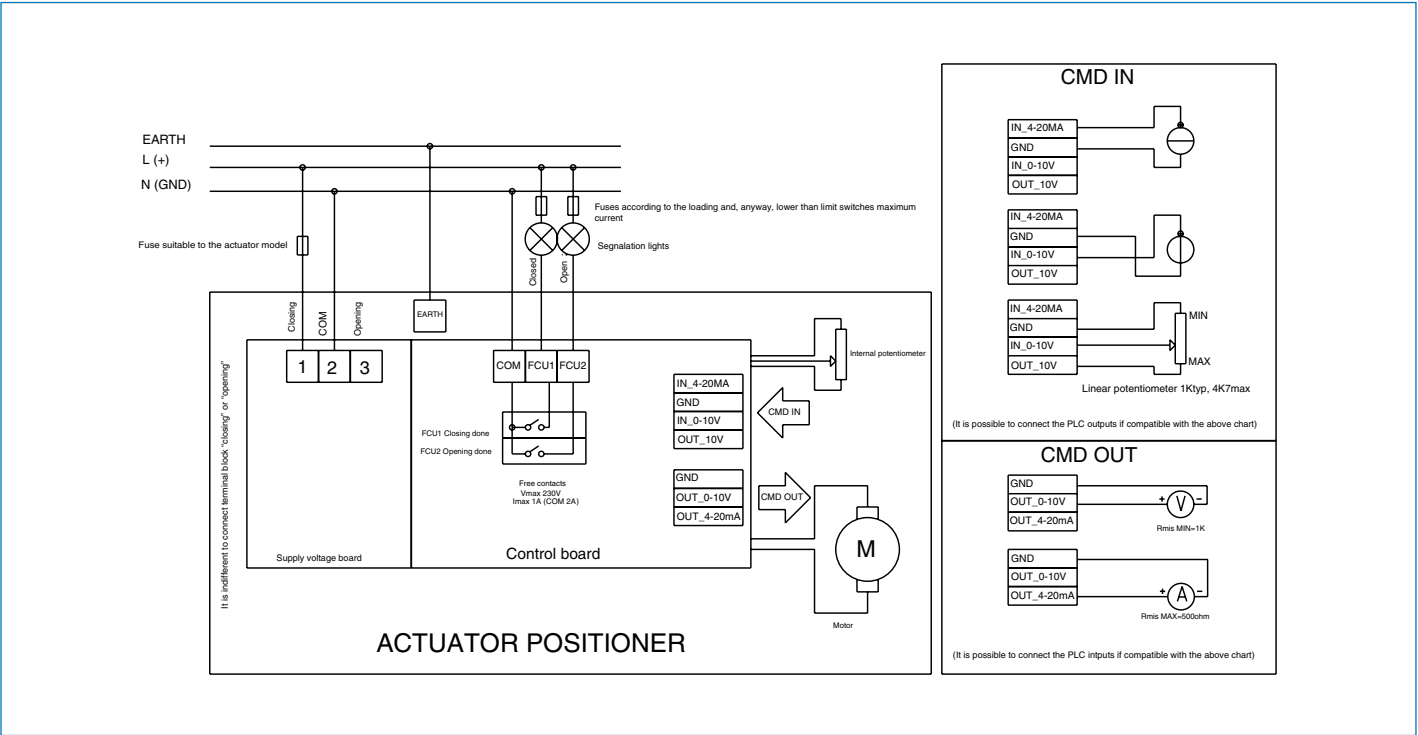 EARTH
L (+)
N (GND)
Fuse suitable to the actuator model
Fuses according to the loading and, anyway, lower than limit switches maximum
current
Segnalation lights
Closed
Open
Closing
COM
Opening
EARTH
It is indifferent to connect terminal block "closing" or "opening"
1 2 3
COM FCU1 FCU2
FCU1 Closing done
FCU2 Opening done
Free contacts
Vmax 230V
Imax 1A (COM 2A)
Supply voltage board
Control board
Internal potentiometer
IN_4-20MA
GND
IN_0-10V
OUT_10V
CMD IN
GND
OUT_0-10V
OUT_4-20mA
CMD OUT
M
Motor
ACTUATOR POSITIONER
CMD IN
IN_4-20MA
GND
IN_0-10V
OUT_10V
IN_4-20MA
GND
IN_0-10V
OUT_10V
IN_4-20MA
GND
IN_0-10V
OUT_10V
MIN
MAX
Linear potentiometer 1Ktyp, 4K7max
(It is possible to connect the PLC outputs if compatible with the above chart)
CMD OUT
GND
OUT_0-10V
OUT_4-20mA
+ V -
Rmis MIN=1K
GND
OUT_0-10V
OUT_4-20mA
+ A -
Rmis MAX=500ohm
(It is possible to connect the PLC intputs if compatible with the above chart)